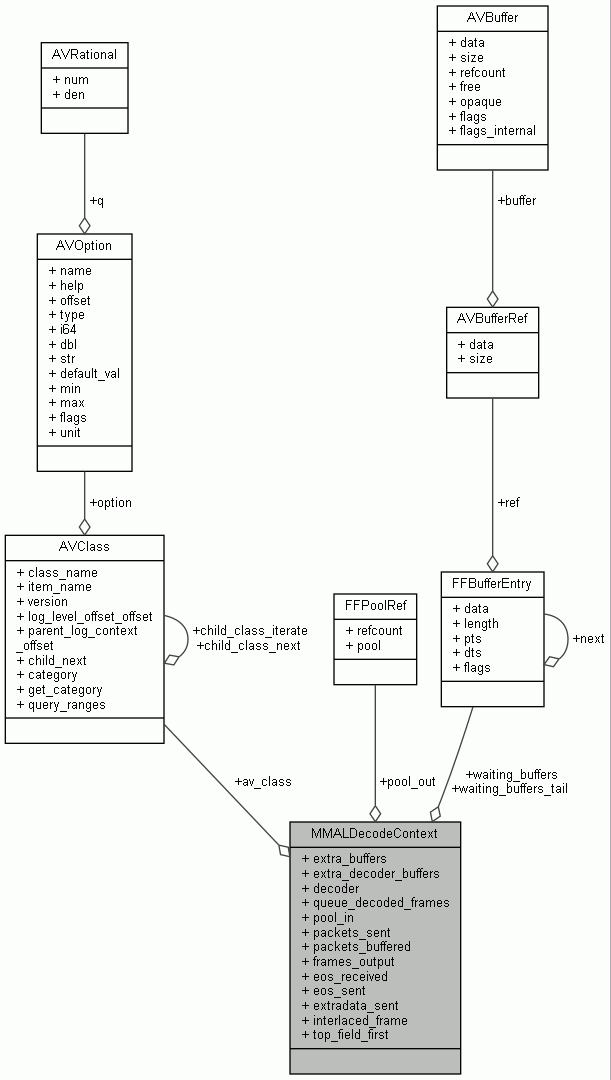 AVRational
+ num
+ den
+q
AVOption
+ name
+ help
+ offset
+ type
+ i64
+ dbl
+ str
+ default_val
+ min
+ max
+ flags
+ unit
+option
AVClass
+ class_name
+ item_name
+ version
+ log_level_offset_offset
+ parent_log_context
_offset
+ child_next
+ category
+ get_category
+ query_ranges
+child_class_iterate
+child_class_next
+av_class
FFPoolRef
+ refcount
+ pool
+pool_out
AVBuffer
+ data
+ size
+ refcount
+ free
+ opaque
+ flags
+ flags_internal
+buffer
AVBufferRef
+ data
+ size
+ref
FFBufferEntry
+ data
+ length
+ pts
+ dts
+ flags
+next
+waiting_buffers
+waiting_buffers_tail
MMALDecodeContext
+ extra_buffers
+ extra_decoder_buffers
+ decoder
+ queue_decoded_frames
+ pool_in
+ packets_sent
+ packets_buffered
+ frames_output
+ eos_received
+ eos_sent
+ extradata_sent
+ interlaced_frame
+ top_field_first